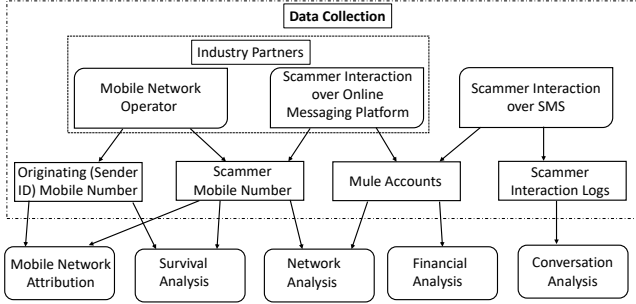 Data Collection
Industry Partners
Mobile Network
Operator
Scammer Interaction
over Online
Messaging Platform
Scammer Interaction
over SMS
Originating (Sender
ID) Mobile Number
Scammer
Mobile Number
Mule Accounts
Scammer
Interaction Logs
Mobile Network
Attribution
Survival
Analysis
Network
Analysis
Financial
Analysis
Conversation
Analysis